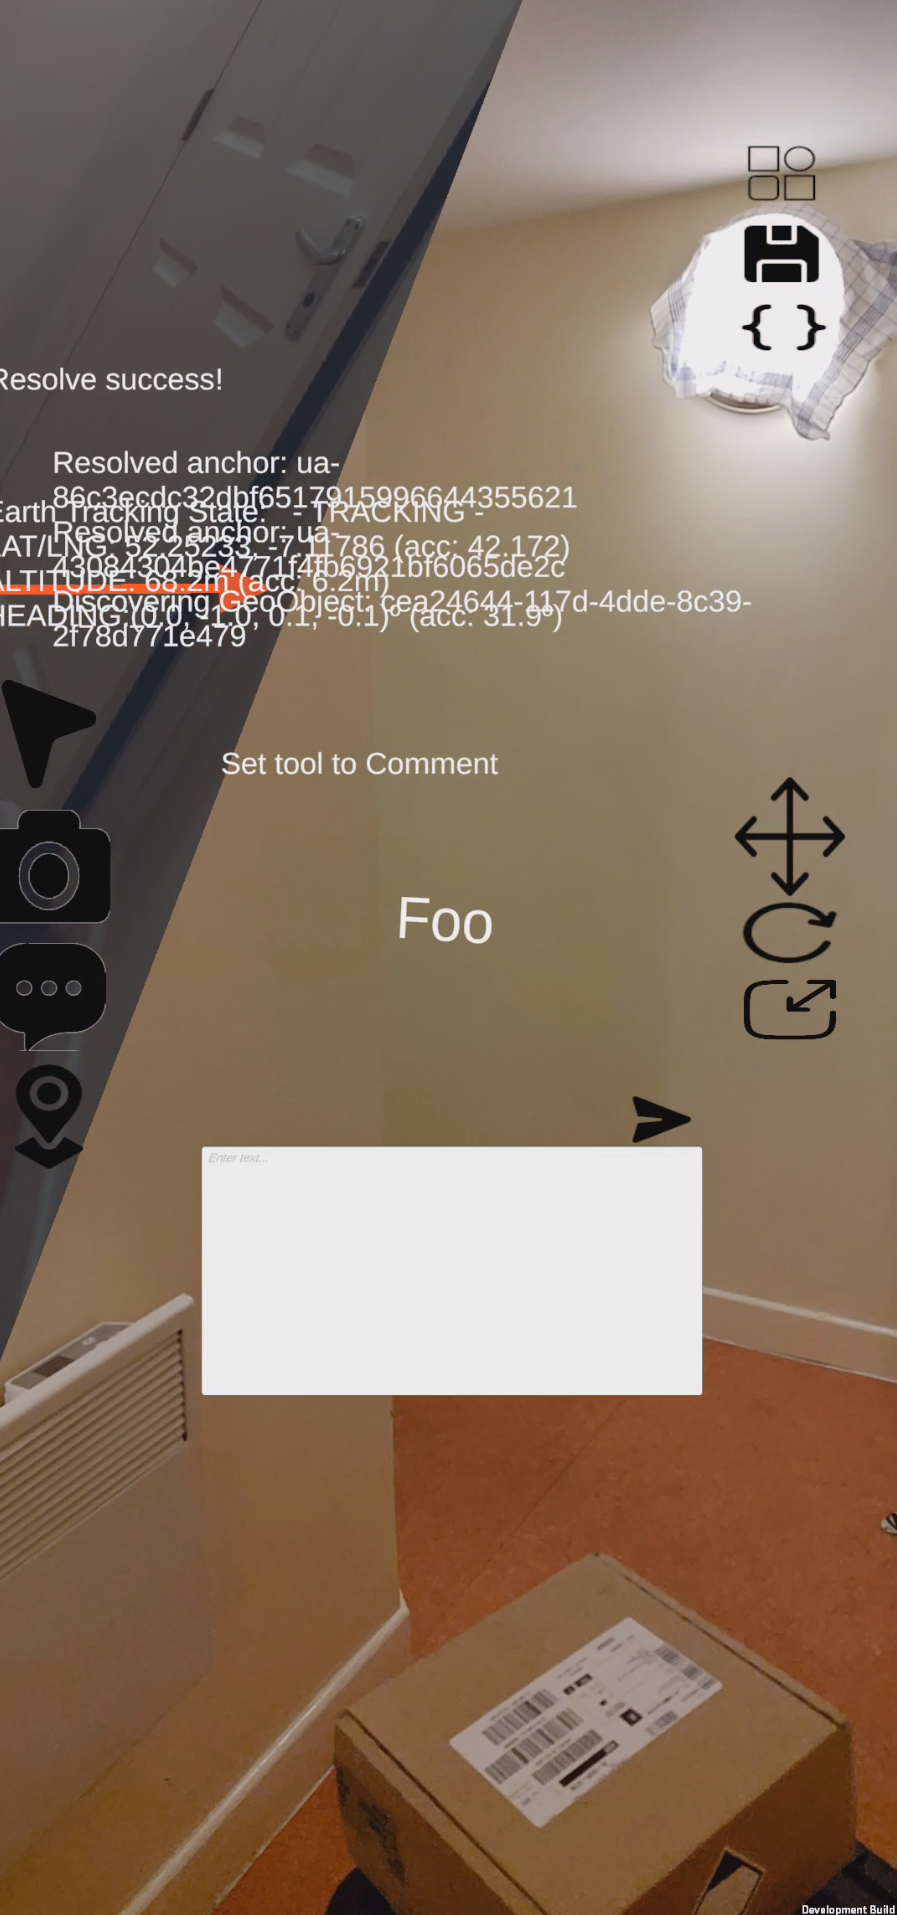 Resolve success!
Resolved anchor: ua-
86c3ecdc32dbf6517915996644355621
Earth Tracking State: - TRACKING -
Resolved anchor: ua-
LAT/LNG: 52.25233, -7.11786 (acc: 42.172)
43084304be4771f4fb6921bf6065de2c
ALTITUDE: 68.2m (acc: 6.2m)
Discovering GeoObject: cea24644-117d-4dde-8c39-
HEADING (0.0, -1.0, 0.1, -0.1)º (acc: 31.9º)
2f78d771e479
Set tool to Comment
Foo
Enter text...
Development Build